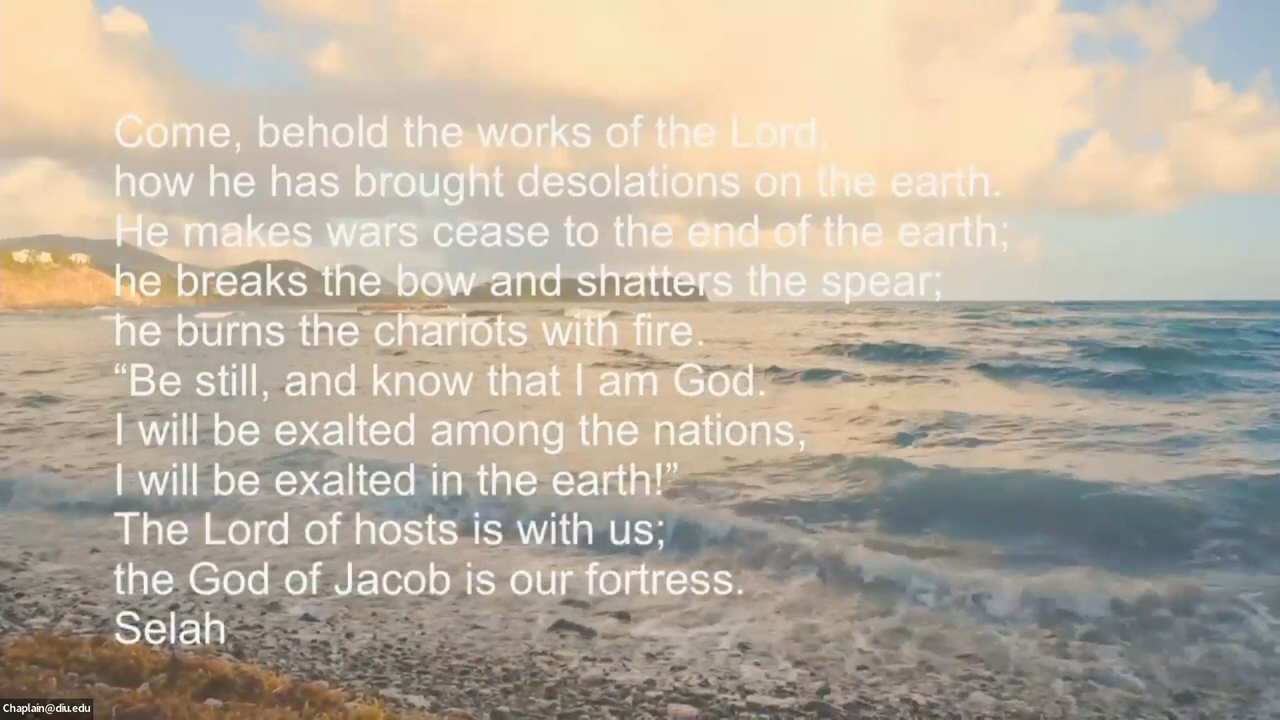 Come, behold the works of the Lord,
how he has brought desolations on the earth.
He makes wars cease to the end of the earth;
he breaks the bow and shatters the spear;
he burns the chariots with fire.
“Be still, and know that I am God.
I will be exalted among the nations,
I will be exalted in the earth!”
The Lord of hosts is with us;
the God of Jacob is our fortress.
Selah
Chaplain@diu.edu